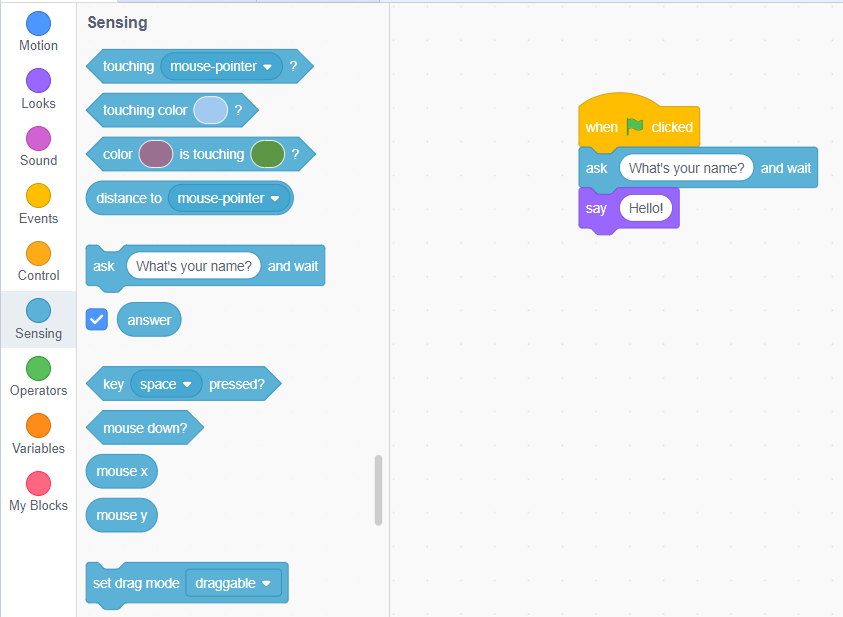 Motion
Looks
Sound
Events
Control
Sensing
Operators
Variables
My Blocks
Sensing
touching mouse-pointer ?
touching color ?
color is touching ?
distance to mouse-pointer
ask What's your name? and wait
answer
key space pressed?
mouse down?
mouse x
mouse y
set drag mode draggable
when clicked
ask What's your name? and wait
say Hello!